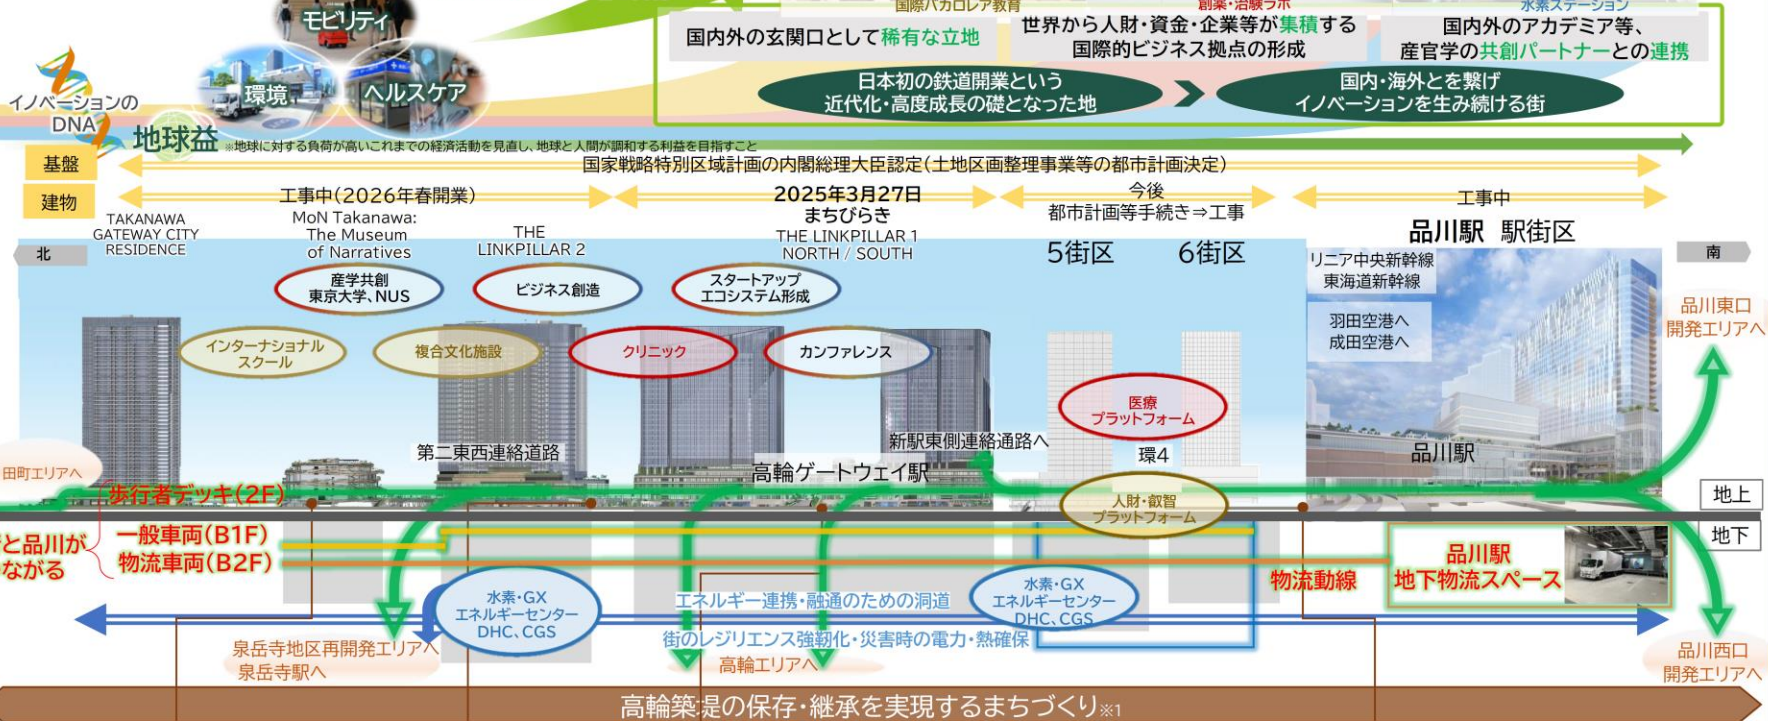 モビリティ
環境
ヘルスケア
イノベーションの
DNA
国際バカロレア教育
創薬・治験ラボ
水素ステーション
国内外の玄関口として稀有な立地
世界から人財・資金・企業等が集積する
国際的ビジネス拠点の形成
国内外のアカデミア等、
産官学の共創パートナーとの連携
日本初の鉄道開業という
近代化・高度成長の礎となった地
国内・海外とを繋げ
イノベーションを生み続ける街
地球益 ※地球に対する負荷が高いこれまでの経済活動を見直し、地球と人間が調和する利益を目指すこと
基盤
国家戦略特別区域計画の内閣総理大臣認定(土地区画整理事業等の都市計画決定)
建物
工事中(2026年春開業)
2025年3月27日
まちびらき
今後
都市計画等手続き⇒工事
工事中
TAKANAWA
GATEWAY CITY
RESIDENCE
MoN Takanawa:
The Museum
of Narratives
THE
LINKPILLAR 2
THE LINKPILLAR 1
NORTH / SOUTH
5街区
6街区
品川駅 駅街区
北
南
リニア中央新幹線
東海道新幹線
羽田空港へ
成田空港へ
産学共創
東京大学、NUS
ビジネス創造
スタートアップ
エコシステム形成
インターナショナル
スクール
複合文化施設
クリニック
カンファレンス
医療
プラットフォーム
品川東口
開発エリアへ
第二東西連絡道路
新駅東側連絡通路へ
環4
高輪ゲートウェイ駅
品川駅
田町エリアへ
歩行者デッキ(2F)
人財・叡智
プラットフォーム
地上
地下
と品川が
ながる
一般車両(B1F)
物流車両(B2F)
物流動線
品川駅
地下物流スペース
水素・GX
エネルギーセンター
DHC、CGS
エネルギー連携・融通のための洞道
街のレジリエンス強靭化・災害時の電力・熱確保
水素・GX
エネルギーセンター
DHC、CGS
泉岳寺地区再開発エリアへ
泉岳寺駅へ
高輪エリアへ
品川西口
開発エリアへ
高輪築堤の保存・継承を実現するまちづくり※1